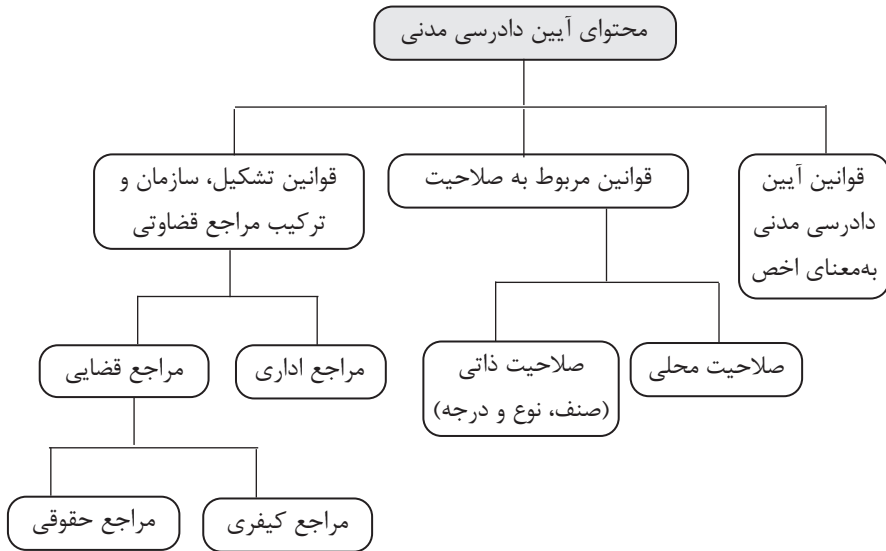 محتوای آیین دادرسی مدنی
قوانین آیین
دادرسی مدنی
به‌معنای اخص
قوانین مربوط به صلاحیت
قوانین تشکیل، سازمان و
ترکیب مراجع قضاوتی
صلاحیت محلی
صلاحیت ذاتی
(صنف، نوع و درجه)
مراجع اداری
مراجع قضایی
مراجع کیفری
مراجع حقوقی